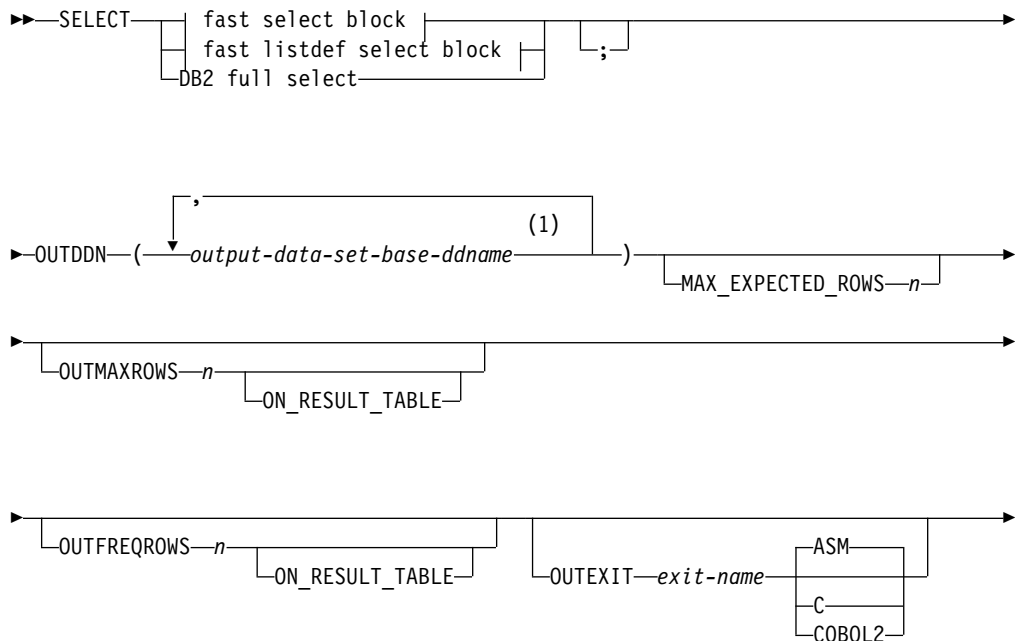 SELECT fast select block
fast listdef select block ;
DB2 full select
,
(1)
OUTDDN ( output-data-set-base-ddname )
MAX_EXPECTED_ROWS n
OUTMAXROWS n
ON_RESULT_TABLE
OUTFREQROWS n
ON_RESULT_TABLE
ASM
OUTEXIT exit-name
C
COBOL2